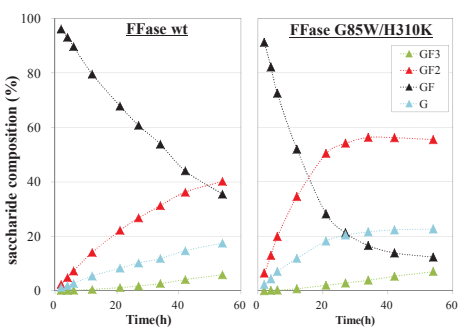 FFase wt
FFase G85W/H310K
saccharide composition (%)
100
80
60
40
20
0
GF3
GF2
GF
G
0
20
40
60
0
20
40
60
Time(h)
Time(h)